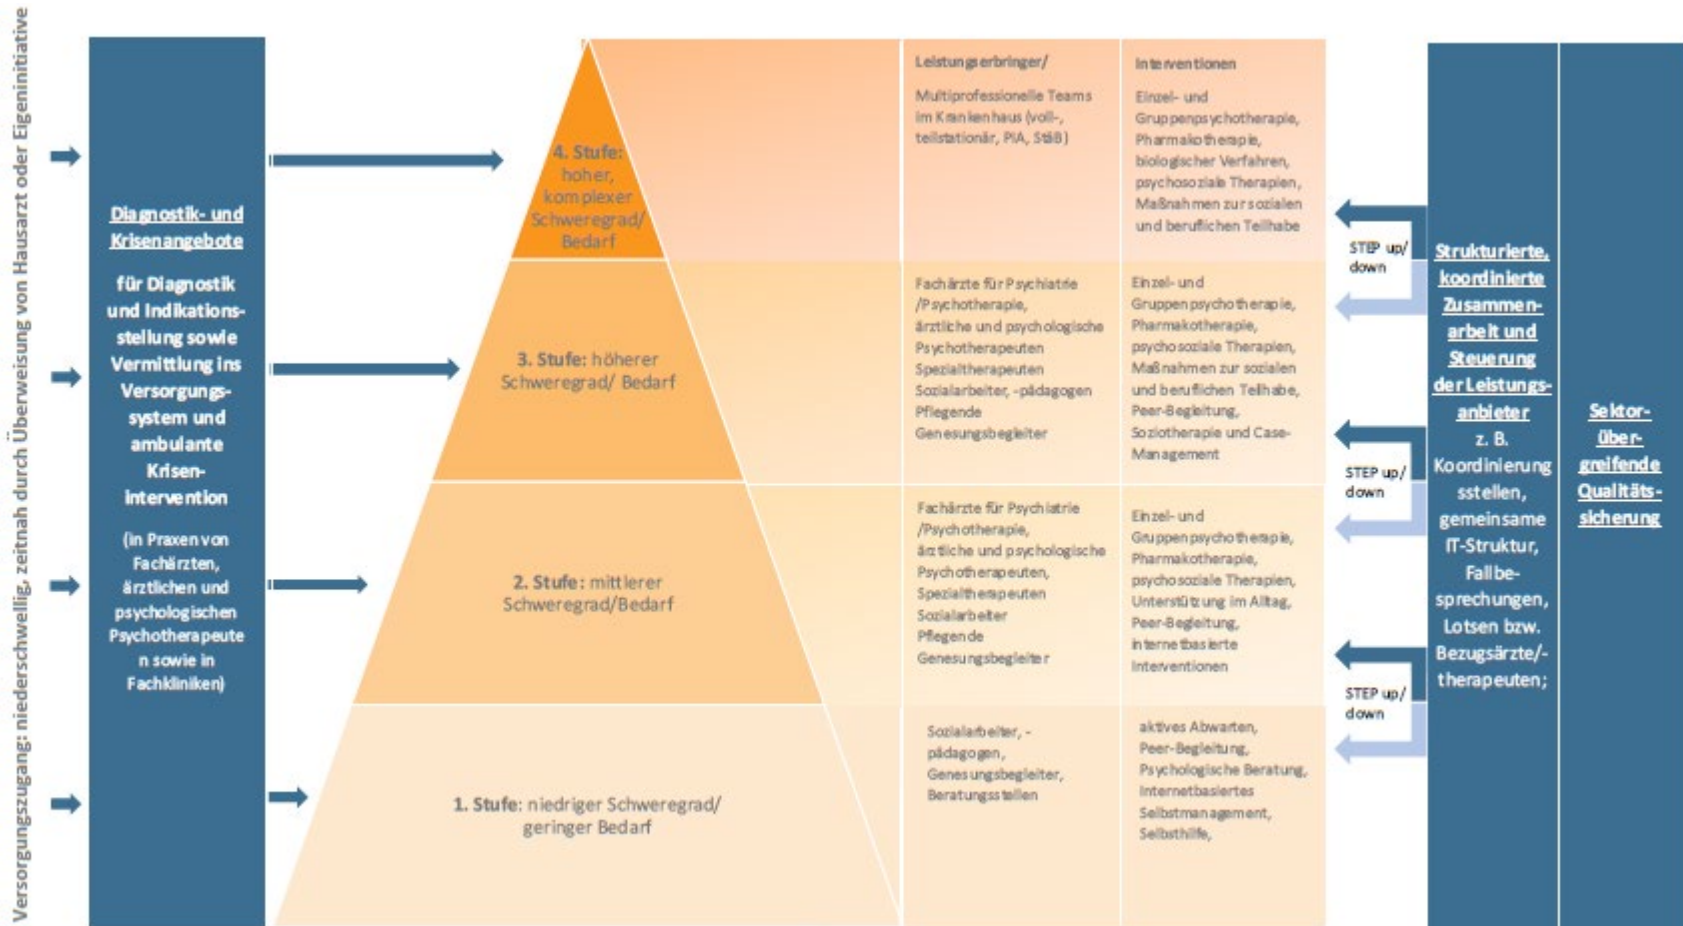 Versorgungszugang: niederschwellig, zeitnah durch Überweisung von Hausarzt oder Eigeninitiative
Diagnostik- und
Krisenangebote
für Diagnostik
und Indikations-
stellung sowie
Vermittlung ins
Versorgungs-
system und
ambulante
Krisen-
intervention
(in Praxen von
Fachärzten,
ärztlichen und
psychologischen
Psychotherapeute
n sowie in
Fachkliniken)
4. Stufe:
hoher,
komplexer
Schweregrad/
Bedarf
3. Stufe: höherer
Schweregrad/ Bedarf
2. Stufe: mittlerer
Schweregrad/Bedarf
1. Stufe: niedriger Schweregrad/
geringer Bedarf
Leistungserbringer/
Multiprofessionelle Teams
im Krankenhaus (voll-,
teilstationär, PIA, StäB)
Interventionen
Einzel- und
Gruppenpsychotherapie,
Pharmakotherapie,
biologischer Verfahren,
psychosoziale Therapien,
Maßnahmen zur sozialen
und beruflichen Teilhabe
Fachärzte für Psychiatrie
/Psychotherapie,
ärztliche und psychologische
Psychotherapeuten
Spezialtherapeuten
Sozialarbeiter, -pädagogen
Pflegende
Genesungsbegleiter
Einzel- und
Gruppenpsychotherapie,
Pharmakotherapie,
psychosoziale Therapien,
Maßnahmen zur sozialen
und beruflichen Teilhabe,
Peer-Begleitung,
Soziotherapie und Case-
Management
Fachärzte für Psychiatrie
/Psychotherapie,
ärztliche und psychologische
Psychotherapeuten,
Spezialtherapeuten
Sozialarbeiter
Pflegende
Genesungsbegleiter
Einzel- und
Gruppenpsychotherapie,
Pharmakotherapie,
psychosoziale Therapien,
Unterstützung im Alltag,
Peer-Begleitung,
internetbasierte
Interventionen
Sozialarbeiter, -
pädagogen,
Genesungsbegleiter,
Beratungsstellen
aktives Abwarten,
Peer-Begleitung,
Psychologische Beratung,
Internetbasiertes
Selbstmanagement,
Selbsthilfe,
STEP up/
down
STEP up/
down
STEP up/
down
Strukturierte,
koordinierte
Zusammen-
arbeit und
Steuerung
der Leistungs-
anbieter
z. B.
Koordinierung
sstellen,
gemeinsame
IT-Struktur,
Fallbe-
sprechungen,
Lotsen bzw.
Bezugsärzte/-
therapeuten;
Sektor-
über-
greifende
Qualitäts-
sicherung